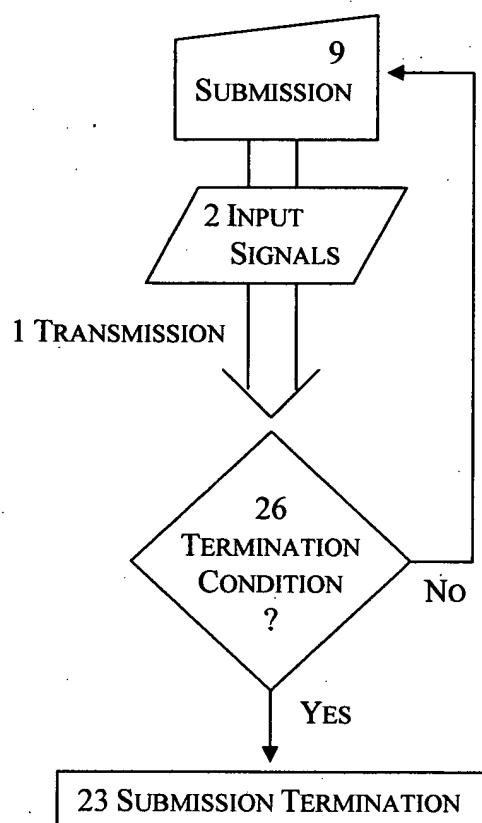 9
SUBMISSION
2 INPUT
SIGNALS
1 TRANSMISSION
26
TERMINATION
CONDITION
?
NO
YES
23 SUBMISSION TERMINATION